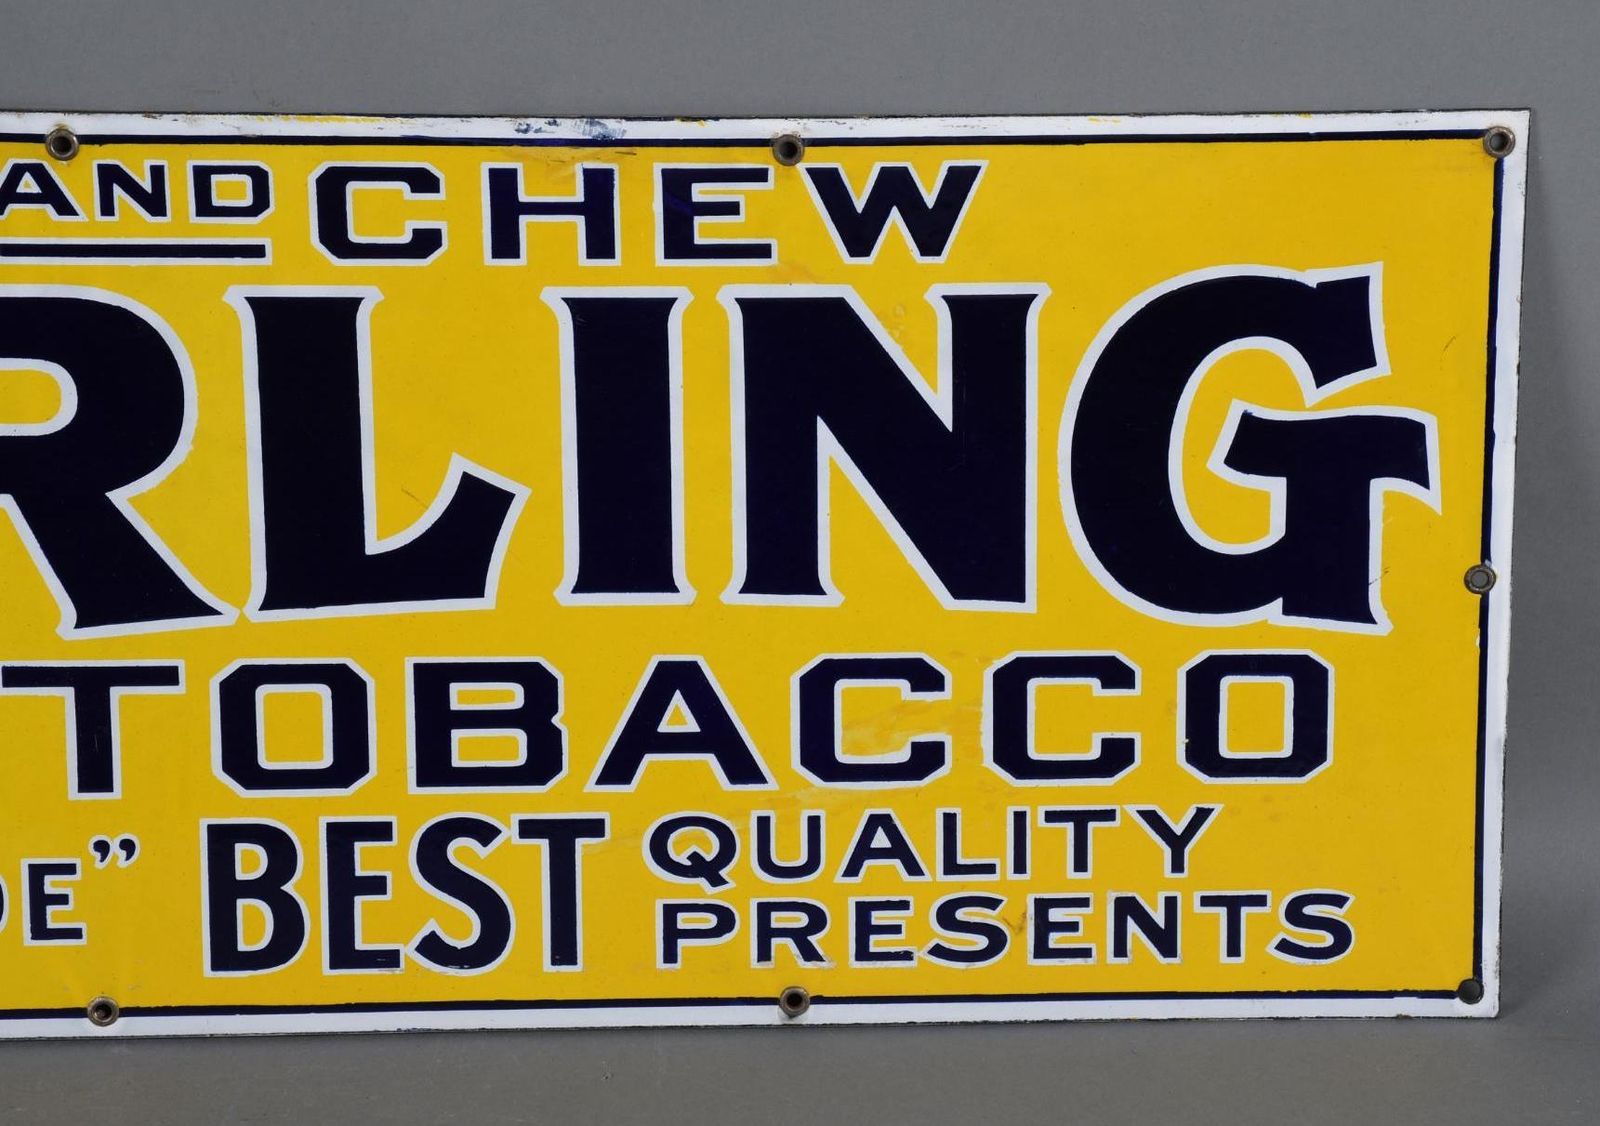 AND CHEW
RLING
T TOBACCO
DE” BEST QUALITY
PRESENTS